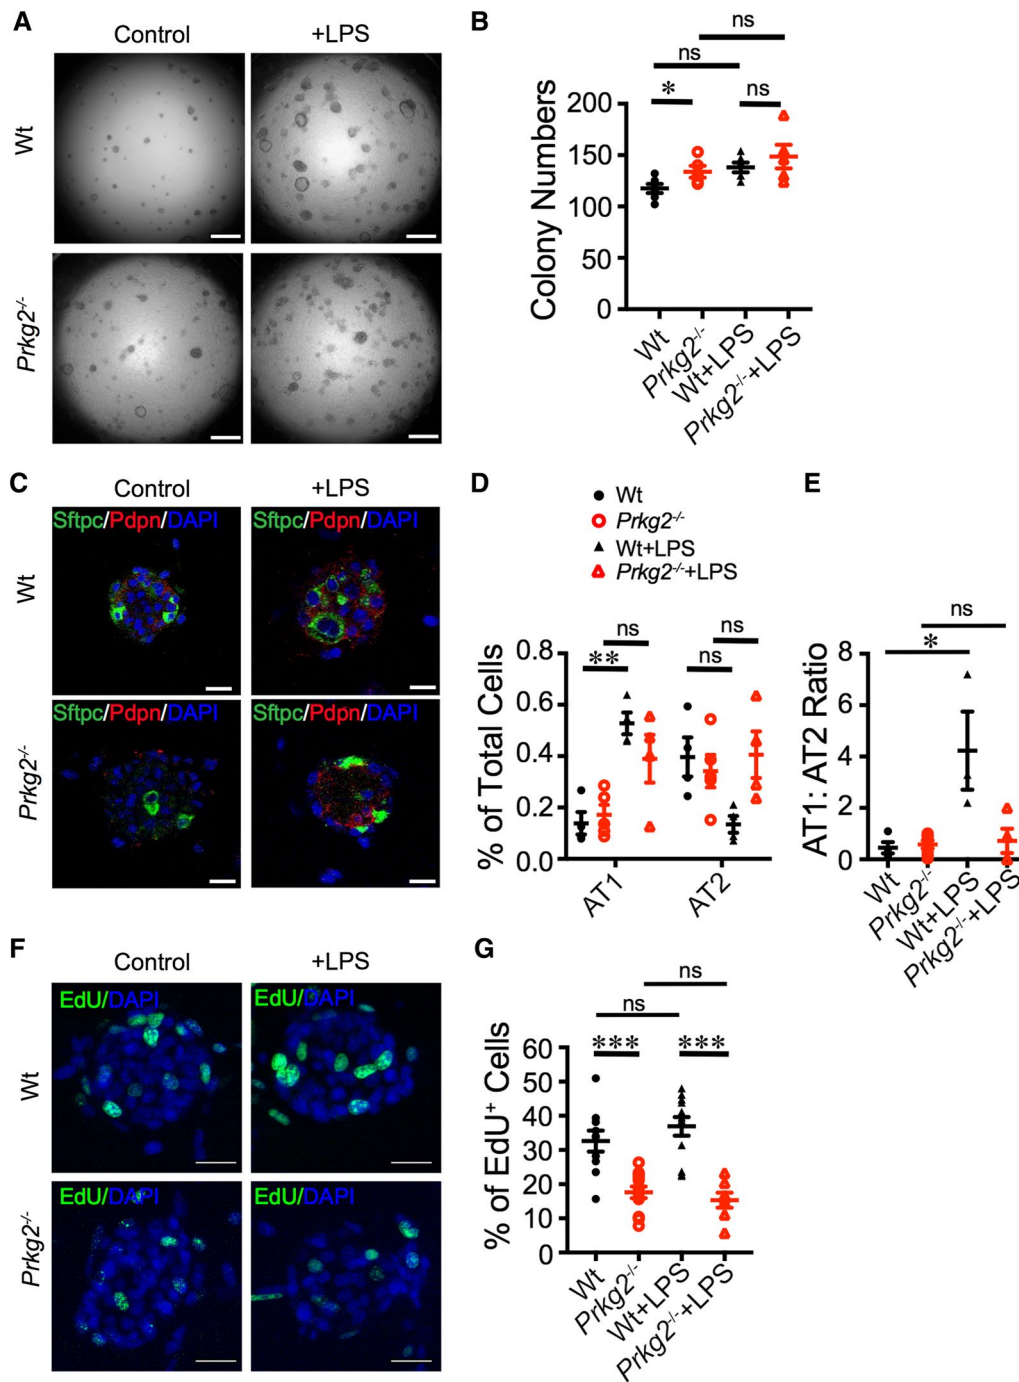 A
Control
+LPS
Wt
Prkg2-/-
B
ns
ns
*
ns
Colony Numbers
200
150
100
50
0
Wt
Prkg2-/-
Wt+LPS
Prkg2-/-+LPS
C
Control
+LPS
Wt
Sftpc/Pdpn/DAPI
Sftpc/Pdpn/DAPI
Prkg2-/-
Sftpc/Pdpn/DAPI
Sftpc/Pdpn/DAPI
D
Wt
Prkg2-/-
Wt+LPS
Prkg2-/-+LPS
ns
**
ns
ns
% of Total Cells
0.8
0.6
0.4
0.2
0.0
AT1
AT2
E
ns
*
AT1: AT2 Ratio
8
6
4
2
0
Wt
Prkg2-/-
Wt+LPS
Prkg2-/-+LPS
F
Control
+LPS
Wt
EdU/DAPI
EdU/DAPI
Prkg2-/-
EdU/DAPI
EdU/DAPI
G
ns
ns
***
***
% of EdU+ Cells
60
50
40
30
20
10
0
Wt
Prkg2-/-
Wt+LPS
Prkg2-/-+LPS